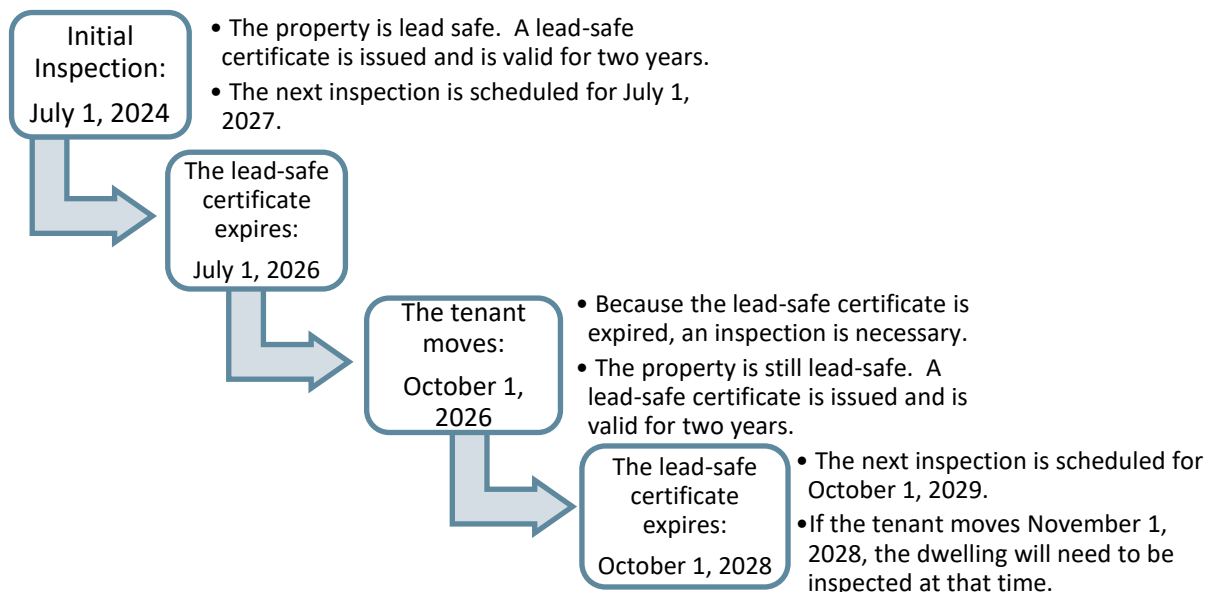 Initial
Inspection:
July 1, 2024
• The property is lead safe.  A lead-safe
certificate is issued and is valid for two years.
• The next inspection is scheduled for July 1,
2027.
The lead-safe
certificate
expires:
July 1, 2026
The tenant
moves:
October 1,
2026
• Because the lead-safe certificate is
expired, an inspection is necessary.
• The property is still lead-safe.  A
lead-safe certificate is issued and is
valid for two years.
The lead-safe
certificate
expires:
October 1, 2028
• The next inspection is scheduled for
October 1, 2029.
•If the tenant moves November 1,
2028, the dwelling will need to be
inspected at that time.